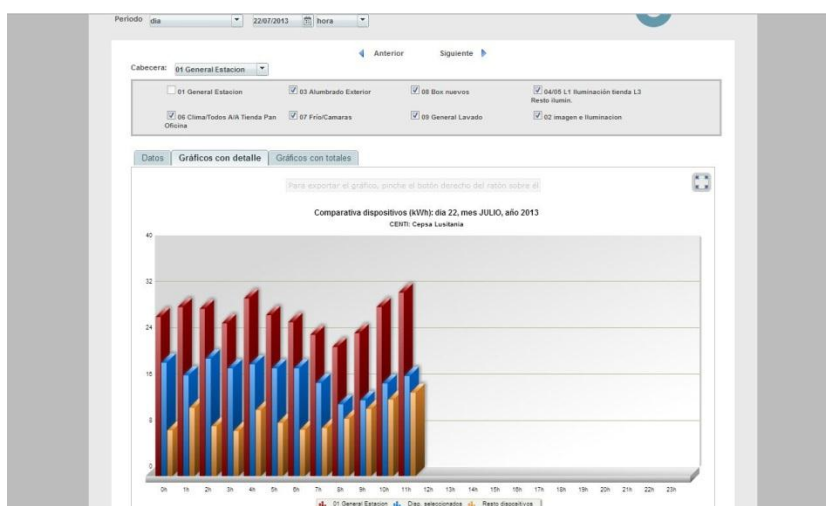 Periodo dia 22/07/2013 hora
Anterior Siguiente
Cabecera: 01 General Estacion
01 General Estacion 03 Alumbrado Exterior 08 Box nuevos 04/05 L1 Iluminación tienda L3
Resto ilumin.
06 Clima/Todos A/A Tienda Pan 07 Frio/Camaras 09 General Lavado 02 imagen e Iluminacion
Oficina
Datos Gráficos con detalle Gráficos con totales
Para exportar el gráfico, pinche el botón derecho del ratón sobre él
Comparativa dispositivos (kWh): dia 22, mes JULIO, año 2013
CENTI: Cepsa Lusitania
40
32
24
16
8
0
0h 1h 2h 3h 4h 5h 6h 7h 8h 9h 10h 11h 12h 13h 14h 15h 16h 17h 18h 19h 20h 21h 22h 23h
01 General Estacion Disp. seleccionados Resto dispositivos